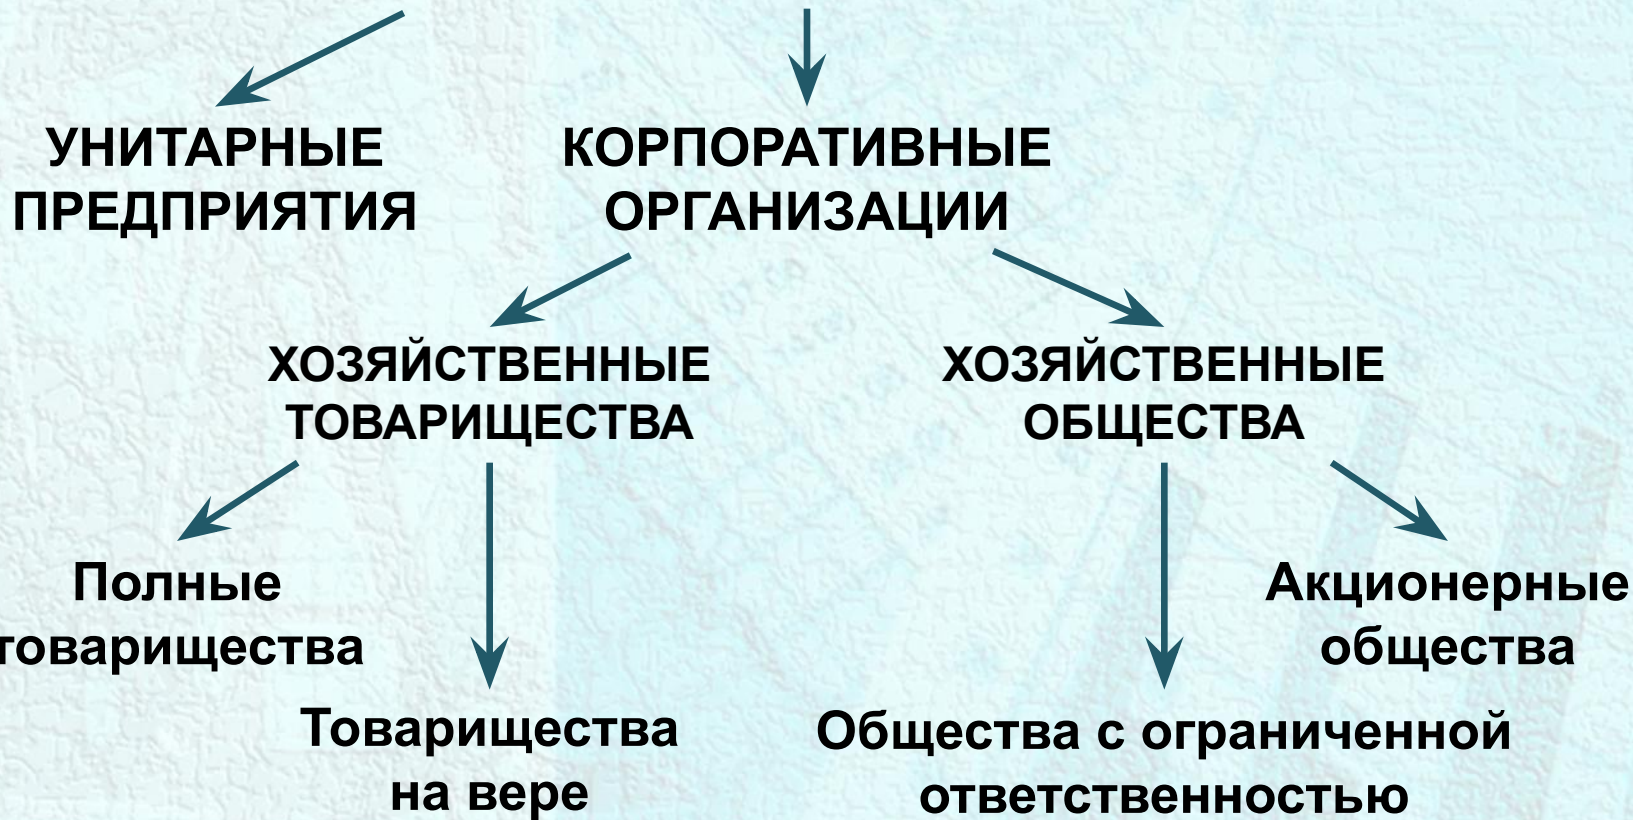 УНИТАРНЫЕ
ПРЕДПРИЯТИЯ
КОРПОРАТИВНЫЕ
ОРГАНИЗАЦИИ
ХОЗЯЙСТВЕННЫЕ
ТОВАРИЩЕСТВА
ХОЗЯЙСТВЕННЫЕ
ОБЩЕСТВА
Полные
товарищества
Товарищества
на вере
Общества с ограниченной
ответственностью
Акционерные
общества